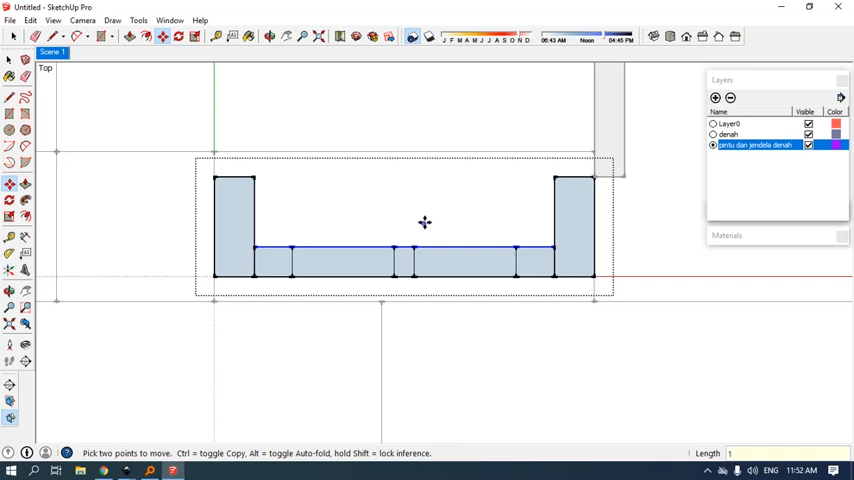 Untitled - SketchUp Pro
File Edit View Camera Draw Tools Window Help
J F M A M J J A S O N D 06:43 AM Noon 04:45 PM
Scene 1
Top
Layers
Name Visible Color
Layer0
denah
pintu dan jendela denah
Materials
Pick two points to move. Ctrl = toggle Copy, Alt = toggle Auto-fold, hold Shift = lock inference. Length 1
ENG 11:52 AM